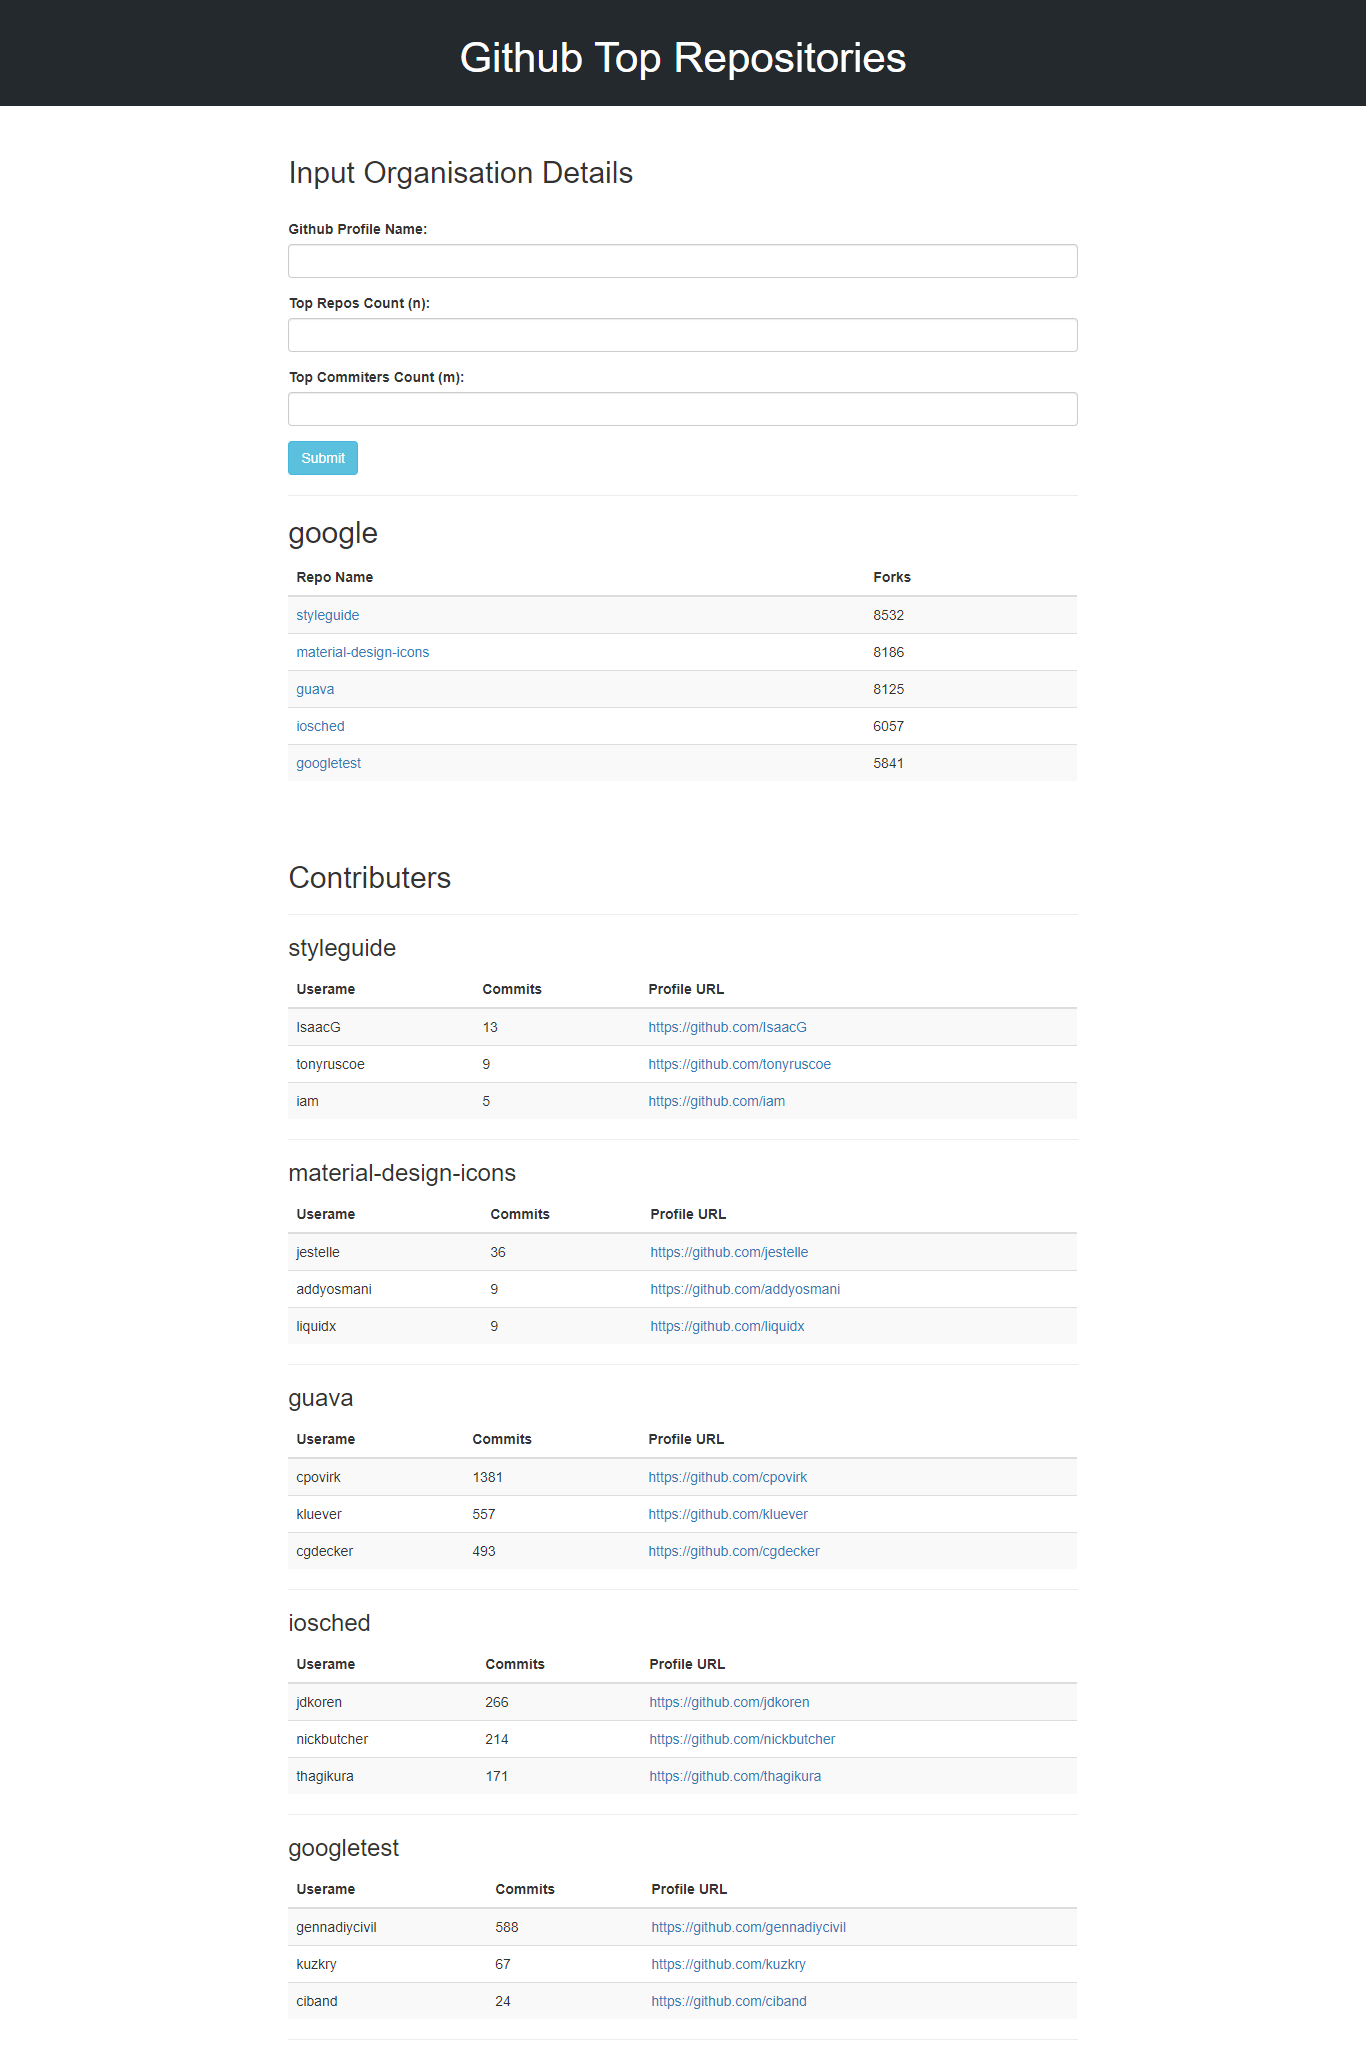 Github Top Repositories
Input Organisation Details
Github Profile Name:
Top Repos Count (n):
Top Commiters Count (m):
Submit
google
Repo Name Forks
styleguide 8532
material-design-icons 8186
guava 8125
iosched 6057
googletest 5841
Contributers
styleguide
Userame Commits Profile URL
IsaacG 13 https://github.com/IsaacG
tonyruscoe 9 https://github.com/tonyruscoe
iam 5 https://github.com/iam
material-design-icons
Userame Commits Profile URL
jestelle 36 https://github.com/jestelle
addyosmani 9 https://github.com/addyosmani
liquidx 9 https://github.com/liquidx
guava
Userame Commits Profile URL
cpovirk 1381 https://github.com/cpovirk
kluever 557 https://github.com/kluever
cgdecker 493 https://github.com/cgdecker
iosched
Userame Commits Profile URL
jdkoren 266 https://github.com/jdkoren
nickbutcher 214 https://github.com/nickbutcher
thagikura 171 https://github.com/thagikura
googletest
Userame Commits Profile URL
gennadiycivil 588 https://github.com/gennadiycivil
kuzkry 67 https://github.com/kuzkry
ciband 24 https://github.com/ciband